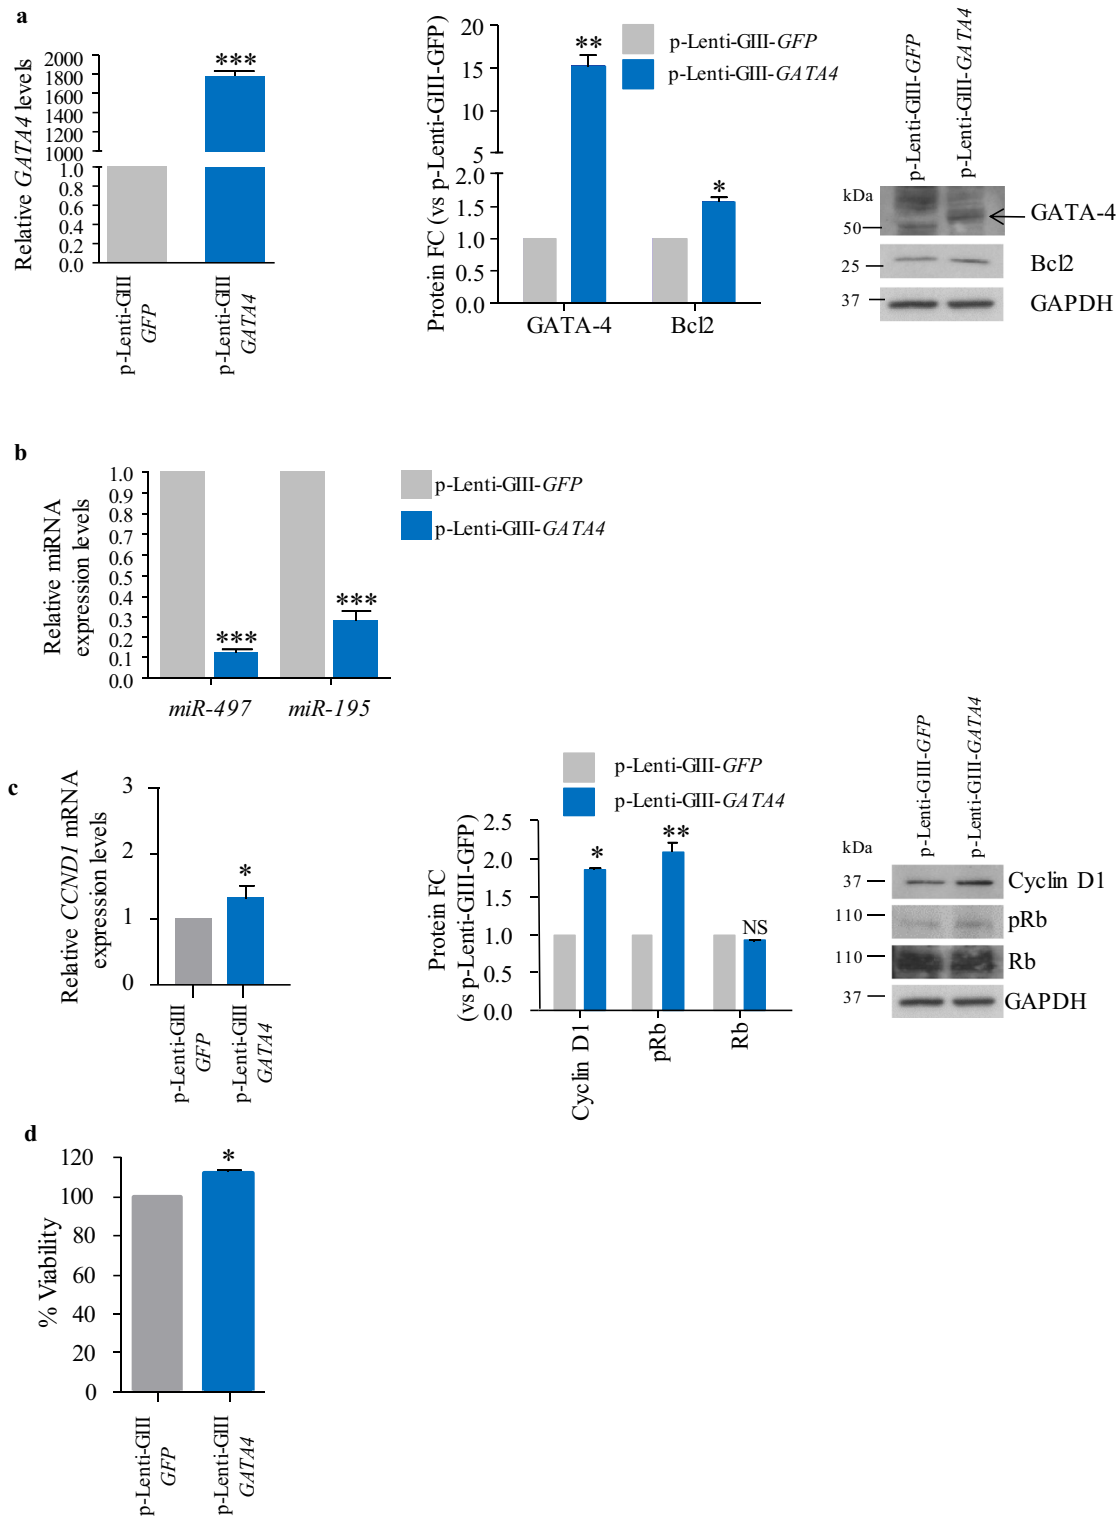 a
Relative GATA4 levels
2000
1800
1600
1400
1200
1000
1.0
0.8
0.6
0.4
0.2
0.0
***
p-Lenti-GIII
GFP
p-Lenti-GIII
GATA4
Protein FC (vs p-Lenti-GIII-GFP)
20
15
10
5
2.0
1.5
1.0
0.5
0.0
**
*
GATA-4
Bcl2
p-Lenti-GIII-GFP
p-Lenti-GIII-GATA4
p-Lenti-GIII-GFP
p-Lenti-GIII-GATA4
kDa
50
25
37
GATA-4
Bcl2
GAPDH
b
Relative miRNA
expression levels
1.0
0.9
0.8
0.7
0.6
0.5
0.4
0.3
0.2
0.1
0.0
***
***
miR-497
miR-195
p-Lenti-GIII-GFP
p-Lenti-GIII-GATA4
c
Relative CCND1 mRNA
expression levels
3
2
1
0
*
p-Lenti-GIII
GFP
p-Lenti-GIII
GATA4
p-Lenti-GIII-GFP
p-Lenti-GIII-GATA4
Protein FC
(vs p-Lenti-GIII-GFP)
2.5
2.0
1.5
1.0
0.5
0.0
*
**
NS
Cyclin D1
pRb
Rb
p-Lenti-GIII-GFP
p-Lenti-GIII-GATA4
kDa
37
110
110
37
Cyclin D1
pRb
Rb
GAPDH
d
% Viability
120
100
80
60
40
20
0
*
p-Lenti-GIII
GFP
p-Lenti-GIII
GATA4